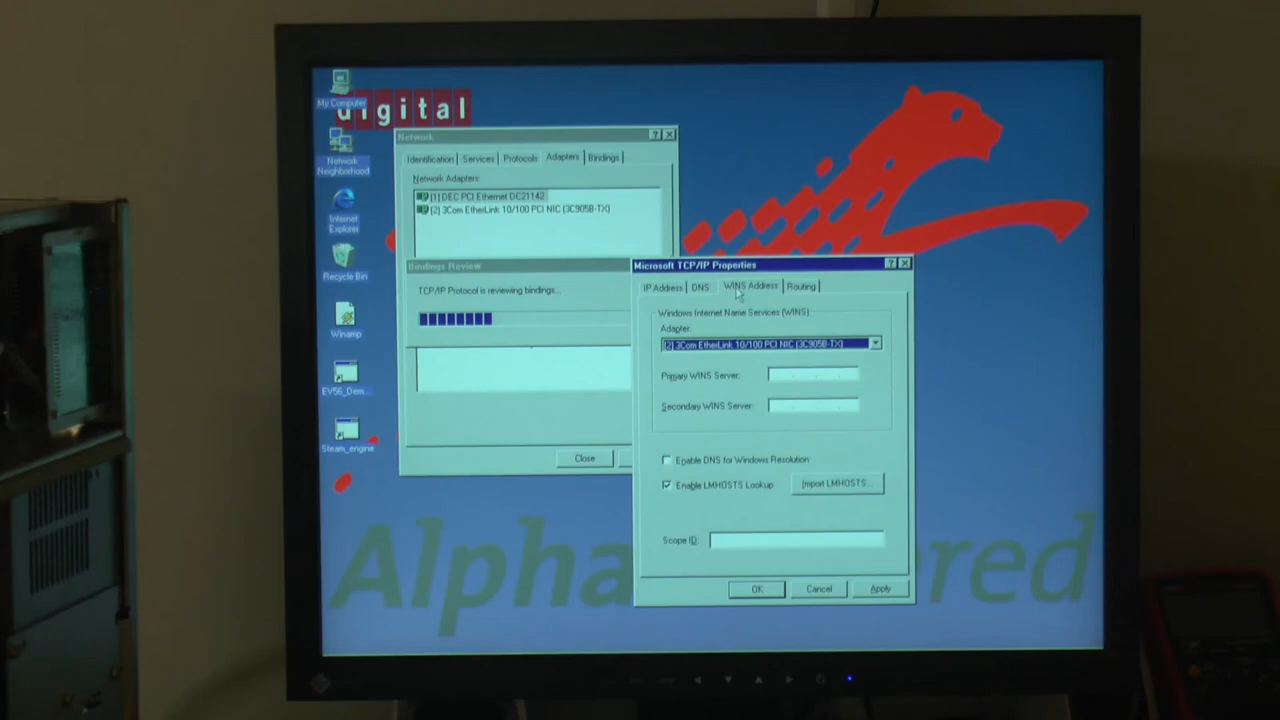 My Computer
digital
Network
Neighborhood
Internet
Explorer
Recycle Bin
Winamp
EV56_Dem...
Steam_engine
Network
Identification
Services
Protocols
Adapters
Bindings
Network Adapters:
[1] DEC PCI Ethernet DC21142
[2] 3Com EtherLink 10/100 PCI NIC (3C905B-TX)
Bindings Review
TCP/IP Protocol is reviewing bindings...
Close
Microsoft TCP/IP Properties
IP Address
DNS
WINS Address
Routing
Windows Internet Name Services (WINS)
Adapter:
[2] 3Com EtherLink 10/100 PCI NIC (3C905B-TX)
Primary WINS Server:
Secondary WINS Server:
Enable DNS for Windows Resolution
Enable LMHOSTS Lookup
Import LMHOSTS...
Scope ID:
OK
Cancel
Apply
Alpha
red